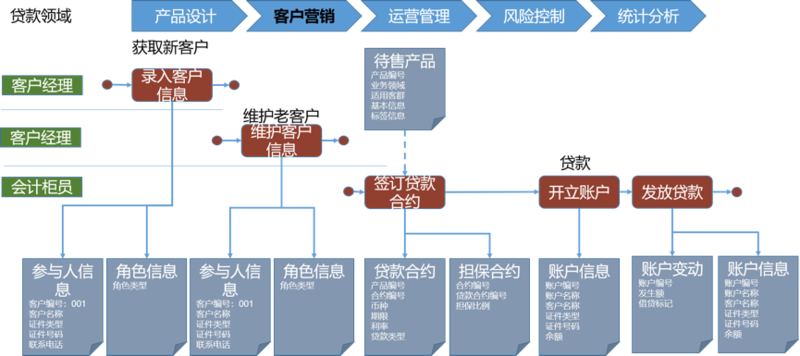 贷款领域
产品设计
客户营销
运营管理
风险控制
统计分析
获取新客户
待售产品
产品编号
业务领域
适用客群
基本信息
标签信息
客户经理
录入客户
信息
维护老客户
客户经理
维护客户
信息
贷款
会计柜员
签订贷款
合约
开立账户
发放贷款
参与人信
息
客户编号：001
客户名称
证件类型
证件号码
联系电话
角色信息
角色类型
参与人信
息
客户编号：001
客户名称
证件类型
证件号码
联系电话
角色信息
角色类型
贷款合约
产品编号
合约编号
币种
期限
利率
贷款类型
担保合约
合约编号
贷款合约编号
担保比例
账户信息
账户编号
账户名称
客户名称
证件类型
证件号码
余额
账户变动
账户编号
发生额
借贷标记
账户信息
账户编号
账户名称
客户名称
证件类型
证件号码
余额